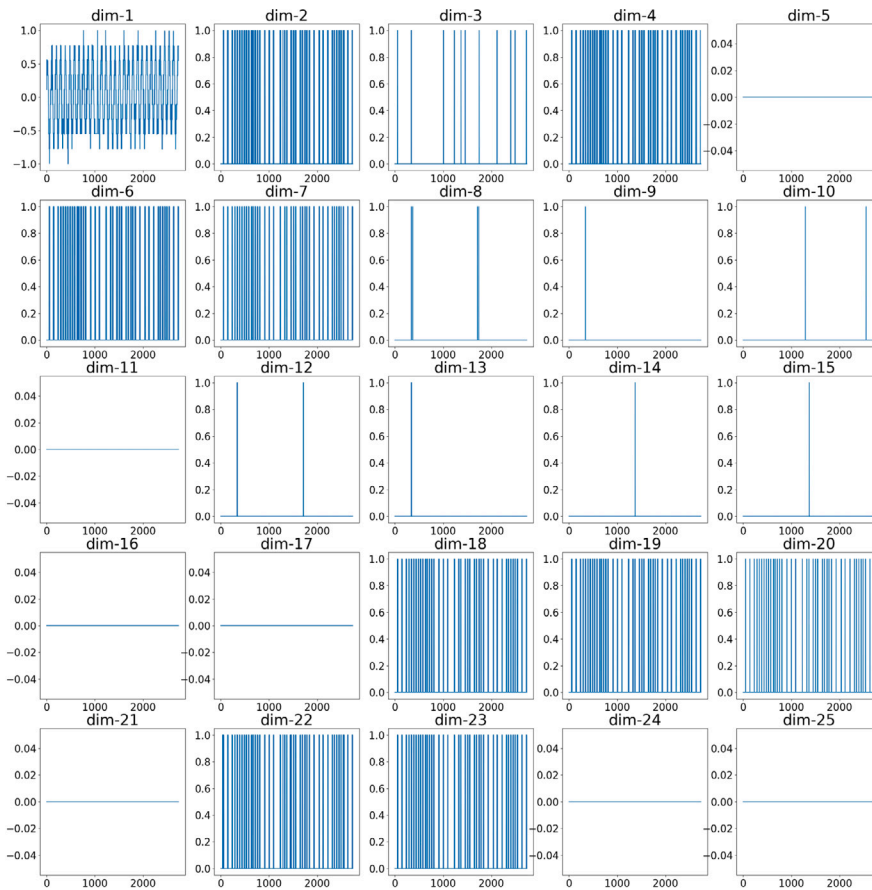 dim-1 dim-2 dim-3 dim-4 dim-5
1.0 1.0 1.0 1.0
0.04
0.5 0.8 0.8 0.8
0.02
0.6 0.6 0.6
0.0 0.00
0.4 0.4 0.4
−0.5 −0.02
0.2 0.2 0.2
−0.04
−1.0 0.0 0.0 0.0
0 1000 2000 0 1000 2000 0 1000 2000 0 1000 2000 0 1000 2000
dim-6 dim-7 dim-8 dim-9 dim-10
1.0 1.0 1.0 1.0 1.0
0.8 0.8 0.8 0.8 0.8
0.6 0.6 0.6 0.6 0.6
0.4 0.4 0.4 0.4 0.4
0.2 0.2 0.2 0.2 0.2
0.0 0.0 0.0 0.0 0.0
0 1000 2000 0 1000 2000 0 1000 2000 0 1000 2000 0 1000 2000
dim-11 dim-12 dim-13 dim-14 dim-15
1.0 1.0 1.0 1.0
0.04
0.8 0.8 0.8 0.8
0.02
0.6 0.6 0.6 0.6
0.00
0.4 0.4 0.4 0.4
−0.02
0.2 0.2 0.2 0.2
−0.04
0.0 0.0 0.0 0.0
0 1000 2000 0 1000 2000 0 1000 2000 0 1000 2000 0 1000 2000
dim-16 dim-17 dim-18 dim-19 dim-20
1.0 1.0 1.0
0.04 0.04
0.8 0.8 0.8
0.02 0.02
0.6 0.6 0.6
0.00 0.00
0.4 0.4 0.4
−0.02 −0.02
0.2 0.2 0.2
−0.04 −0.04
0.0 0.0 0.0
0 1000 2000 0 1000 2000 0 1000 2000 0 1000 2000 0 1000 2000
dim-21 dim-22 dim-23 dim-24 dim-25
1.0 1.0
0.04 0.04 0.04
0.8 0.8
0.02 0.02 0.02
0.6 0.6
0.00 0.00 0.00
0.4 0.4
−0.02 −0.02 −0.02
0.2 0.2
−0.04 −0.04 −0.04
0.0 0.0
0 1000 2000 0 1000 2000 0 1000 2000 0 1000 2000 0 1000 2000